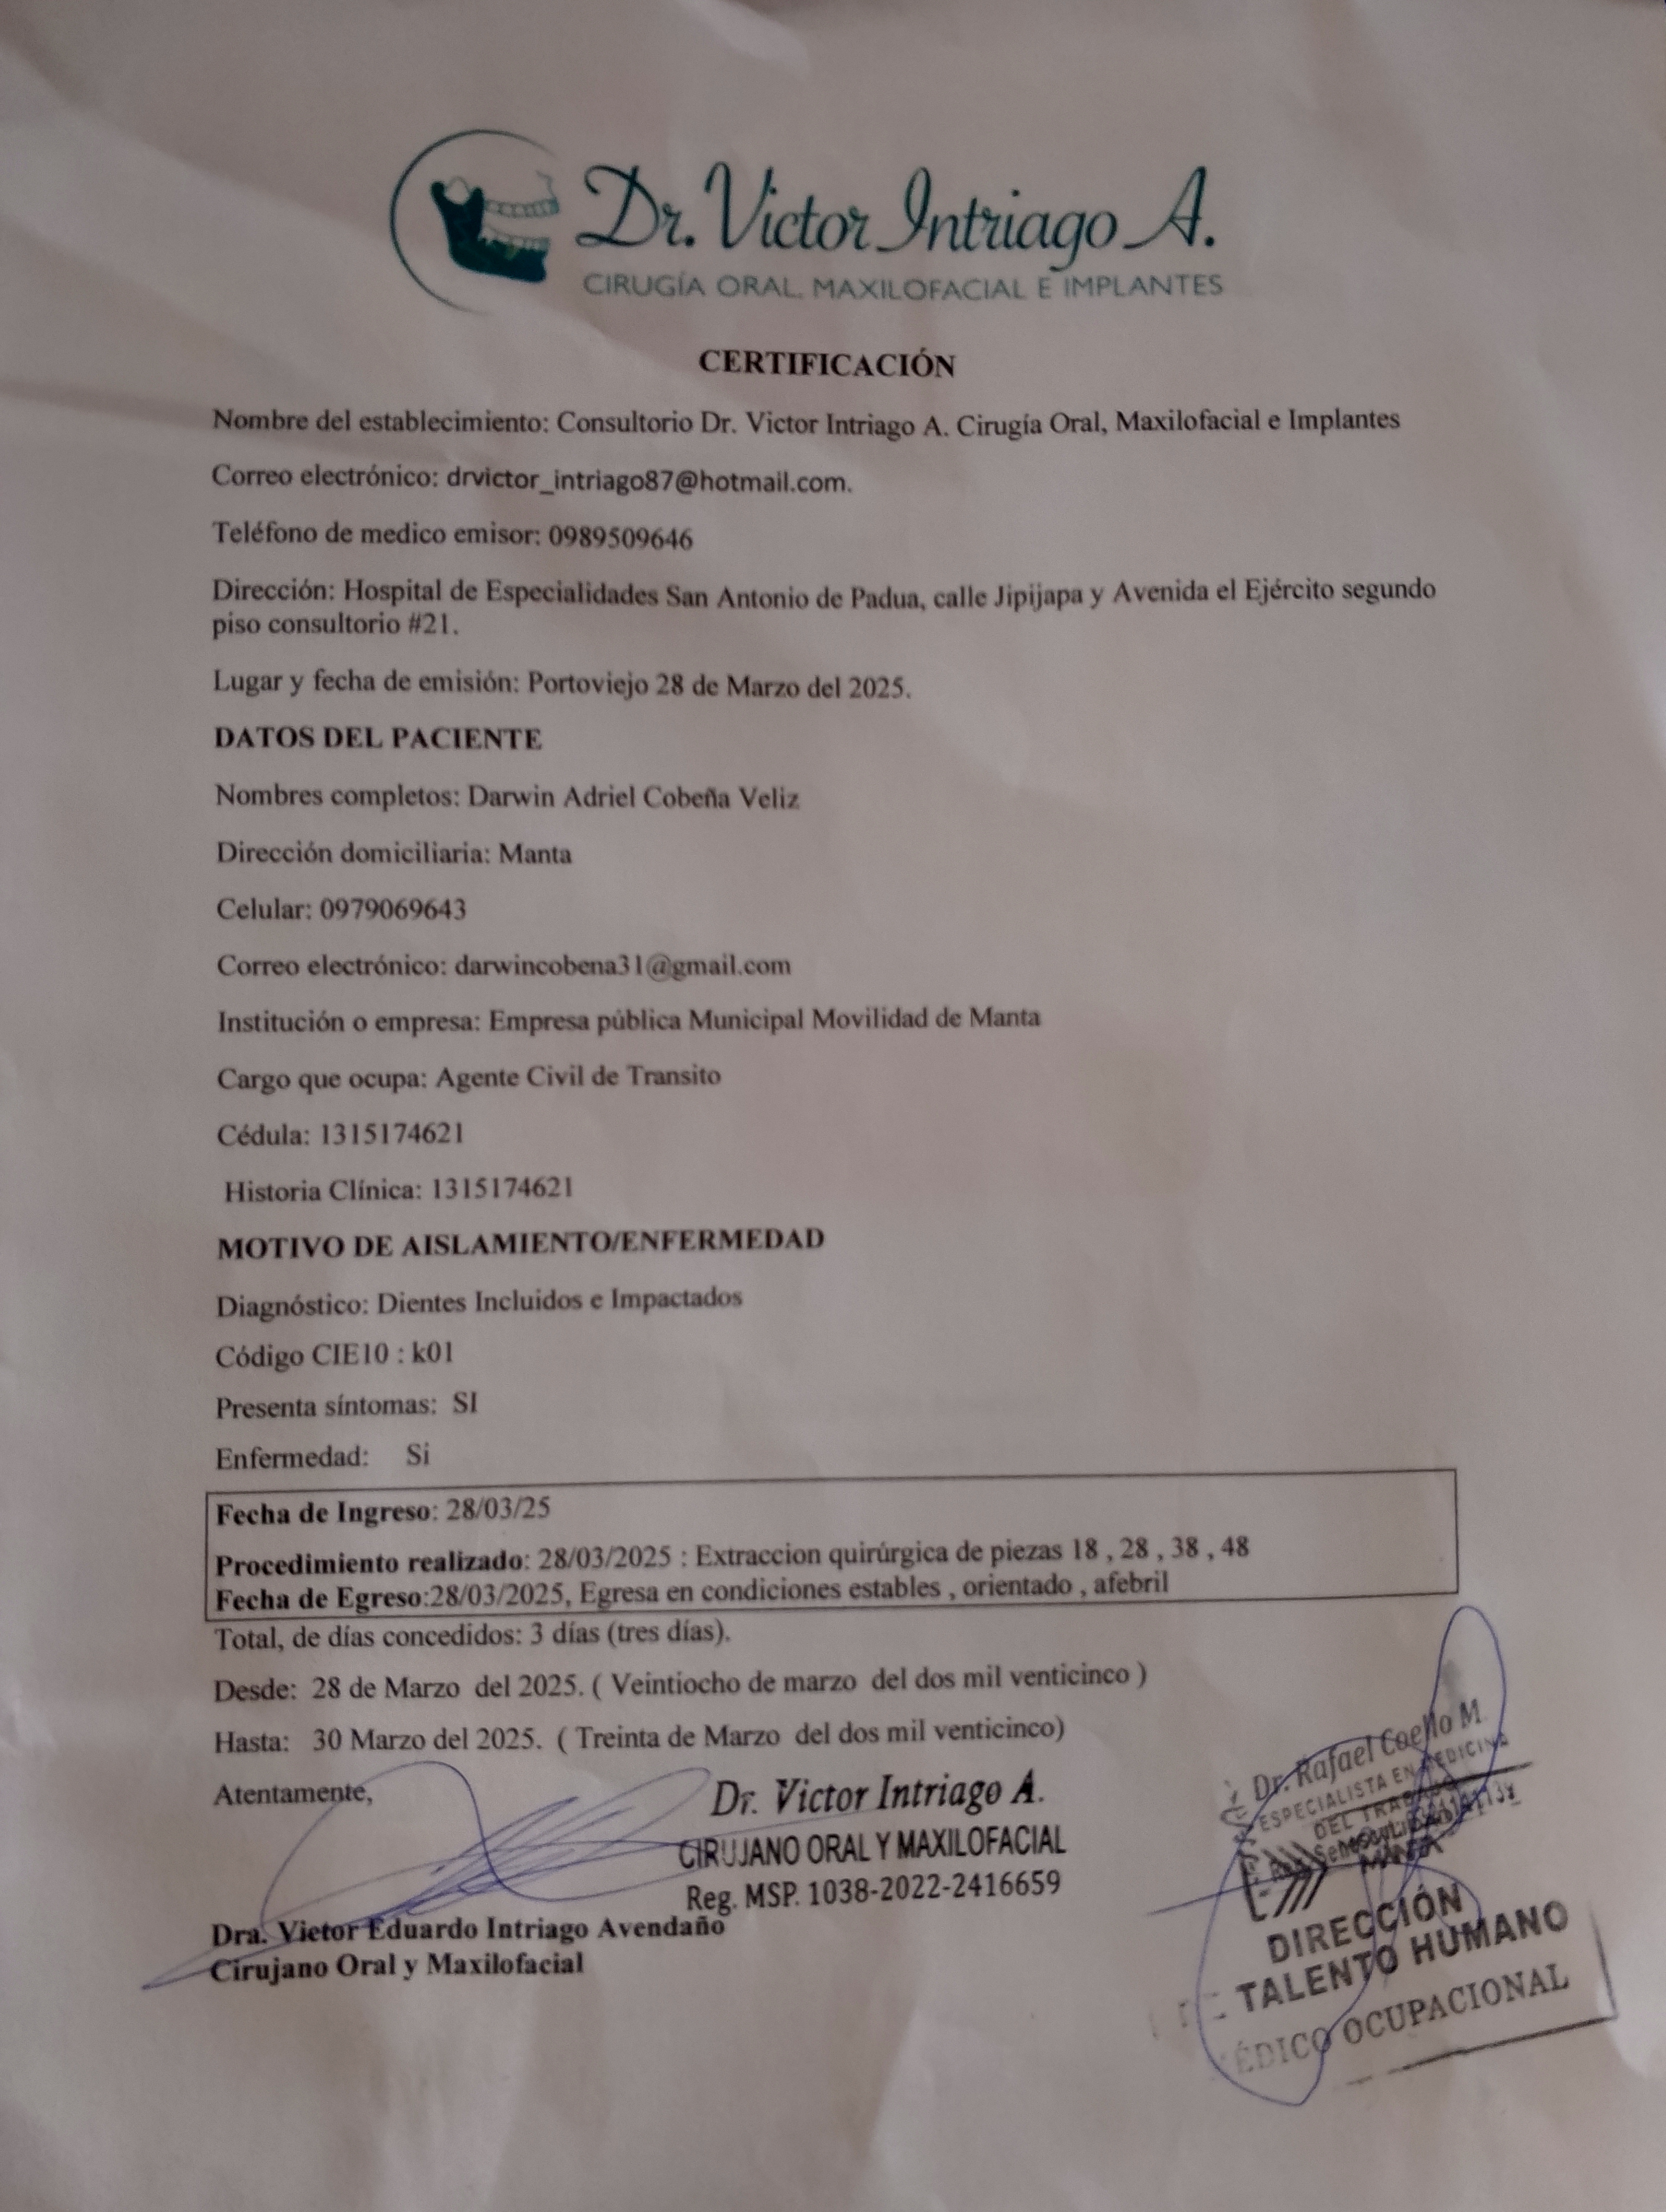 Dr. Victor Intriago A.
CIRUGÍA ORAL, MAXILOFACIAL E IMPLANTES
CERTIFICACIÓN
Nombre del establecimiento: Consultorio Dr. Victor Intriago A. Cirugía Oral, Maxilofacial e Implantes
Correo electrónico: drvictor_intriago87@hotmail.com.
Teléfono de medico emisor: 0989509646
Dirección: Hospital de Especialidades San Antonio de Padua, calle Jipijapa y Avenida el Ejército segundo
piso consultorio #21.
Lugar y fecha de emisión: Portoviejo 28 de Marzo del 2025.
DATOS DEL PACIENTE
Nombres completos: Darwin Adriel Cobeña Veliz
Dirección domiciliaria: Manta
Celular: 0979069643
Correo electrónico: darwincobena31@gmail.com
Institución o empresa: Empresa pública Municipal Movilidad de Manta
Cargo que ocupa: Agente Civil de Transito
Cédula: 1315174621
Historia Clínica: 1315174621
MOTIVO DE AISLAMIENTO/ENFERMEDAD
Diagnóstico: Dientes Incluidos e Impactados
Código CIE10 : k01
Presenta síntomas: SI
Enfermedad: Si
Fecha de Ingreso: 28/03/25
Procedimiento realizado: 28/03/2025 : Extraccion quirúrgica de piezas 18 , 28 , 38 , 48
Fecha de Egreso:28/03/2025, Egresa en condiciones estables , orientado , afebril
Total, de días concedidos: 3 días (tres días).
Desde: 28 de Marzo del 2025. ( Veintiocho de marzo del dos mil venticinco )
Hasta: 30 Marzo del 2025. ( Treinta de Marzo del dos mil venticinco)
Atentamente,
Dr. Victor Intriago A.
CIRUJANO ORAL Y MAXILOFACIAL
Reg. MSP. 1038-2022-2416659
Dra. Victor Eduardo Intriago Avendaño
Cirujano Oral y Maxilofacial
Dr. Rafael Coello M.
ESPECIALISTA EN MEDICINA
DEL TRABAJO
MANTA
DIRECCIÓN
TALENTO HUMANO
ÉDICO OCUPACIONAL